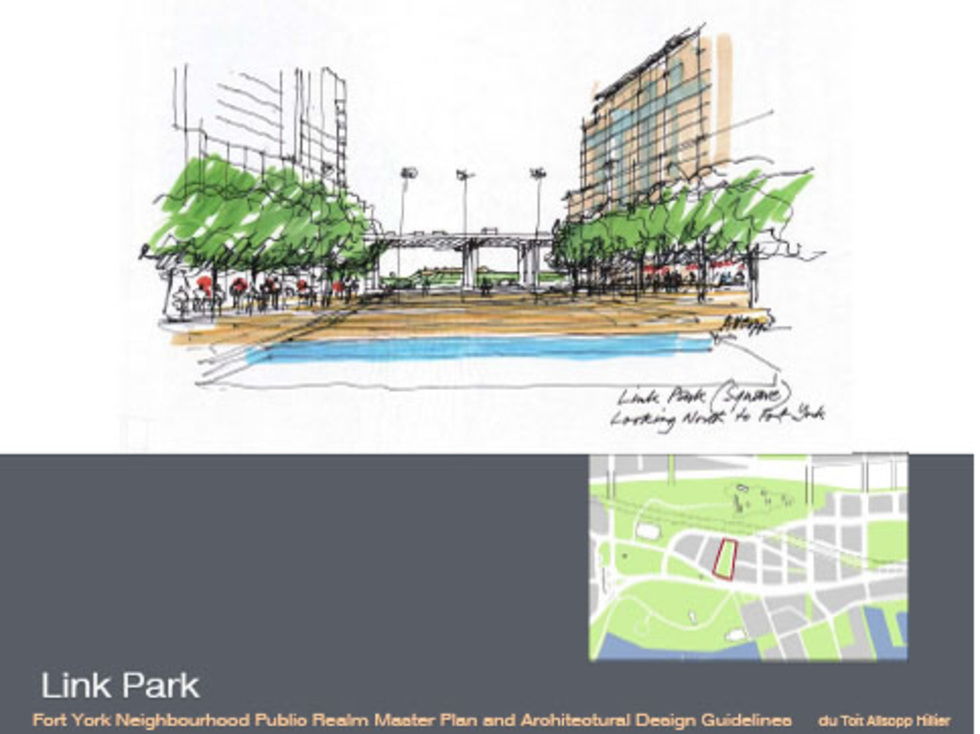 Link Park (Square)
Looking North to Fort York
Link Park
Fort York Neighbourhood Public Realm Master Plan and Architectural Design Guidelines
du Toit Allsopp Hillier